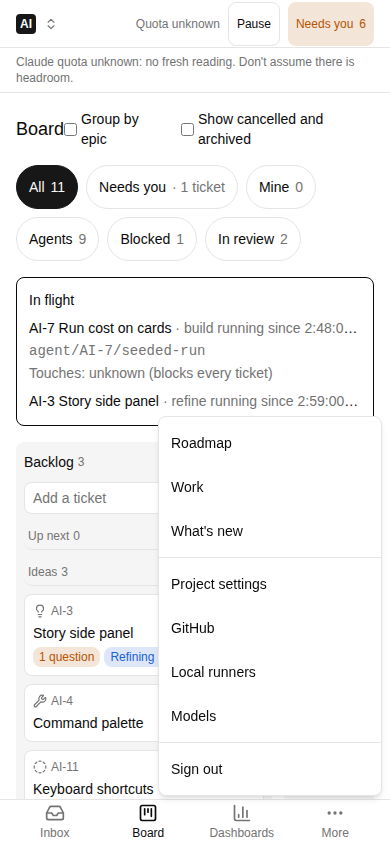 AI
Quota unknown
Pause
Needs you 6
Claude quota unknown: no fresh reading. Don't assume there is
headroom.
Board
Group by
epic
Show cancelled and
archived
All 11
Needs you · 1 ticket
Mine 0
Agents 9
Blocked 1
In review 2
In flight
AI-7 Run cost on cards · build running since 2:48:0…
agent/AI-7/seeded-run
Touches: unknown (blocks every ticket)
AI-3 Story side panel · refine running since 2:59:00…
Backlog 3
Add a ticket
Up next 0
Ideas 3
AI-3
Story side panel
1 question
Refining
AI-4
Command palette
AI-11
Keyboard shortcuts
Roadmap
Work
What's new
Project settings
GitHub
Local runners
Models
Sign out
Inbox
Board
Dashboards
More